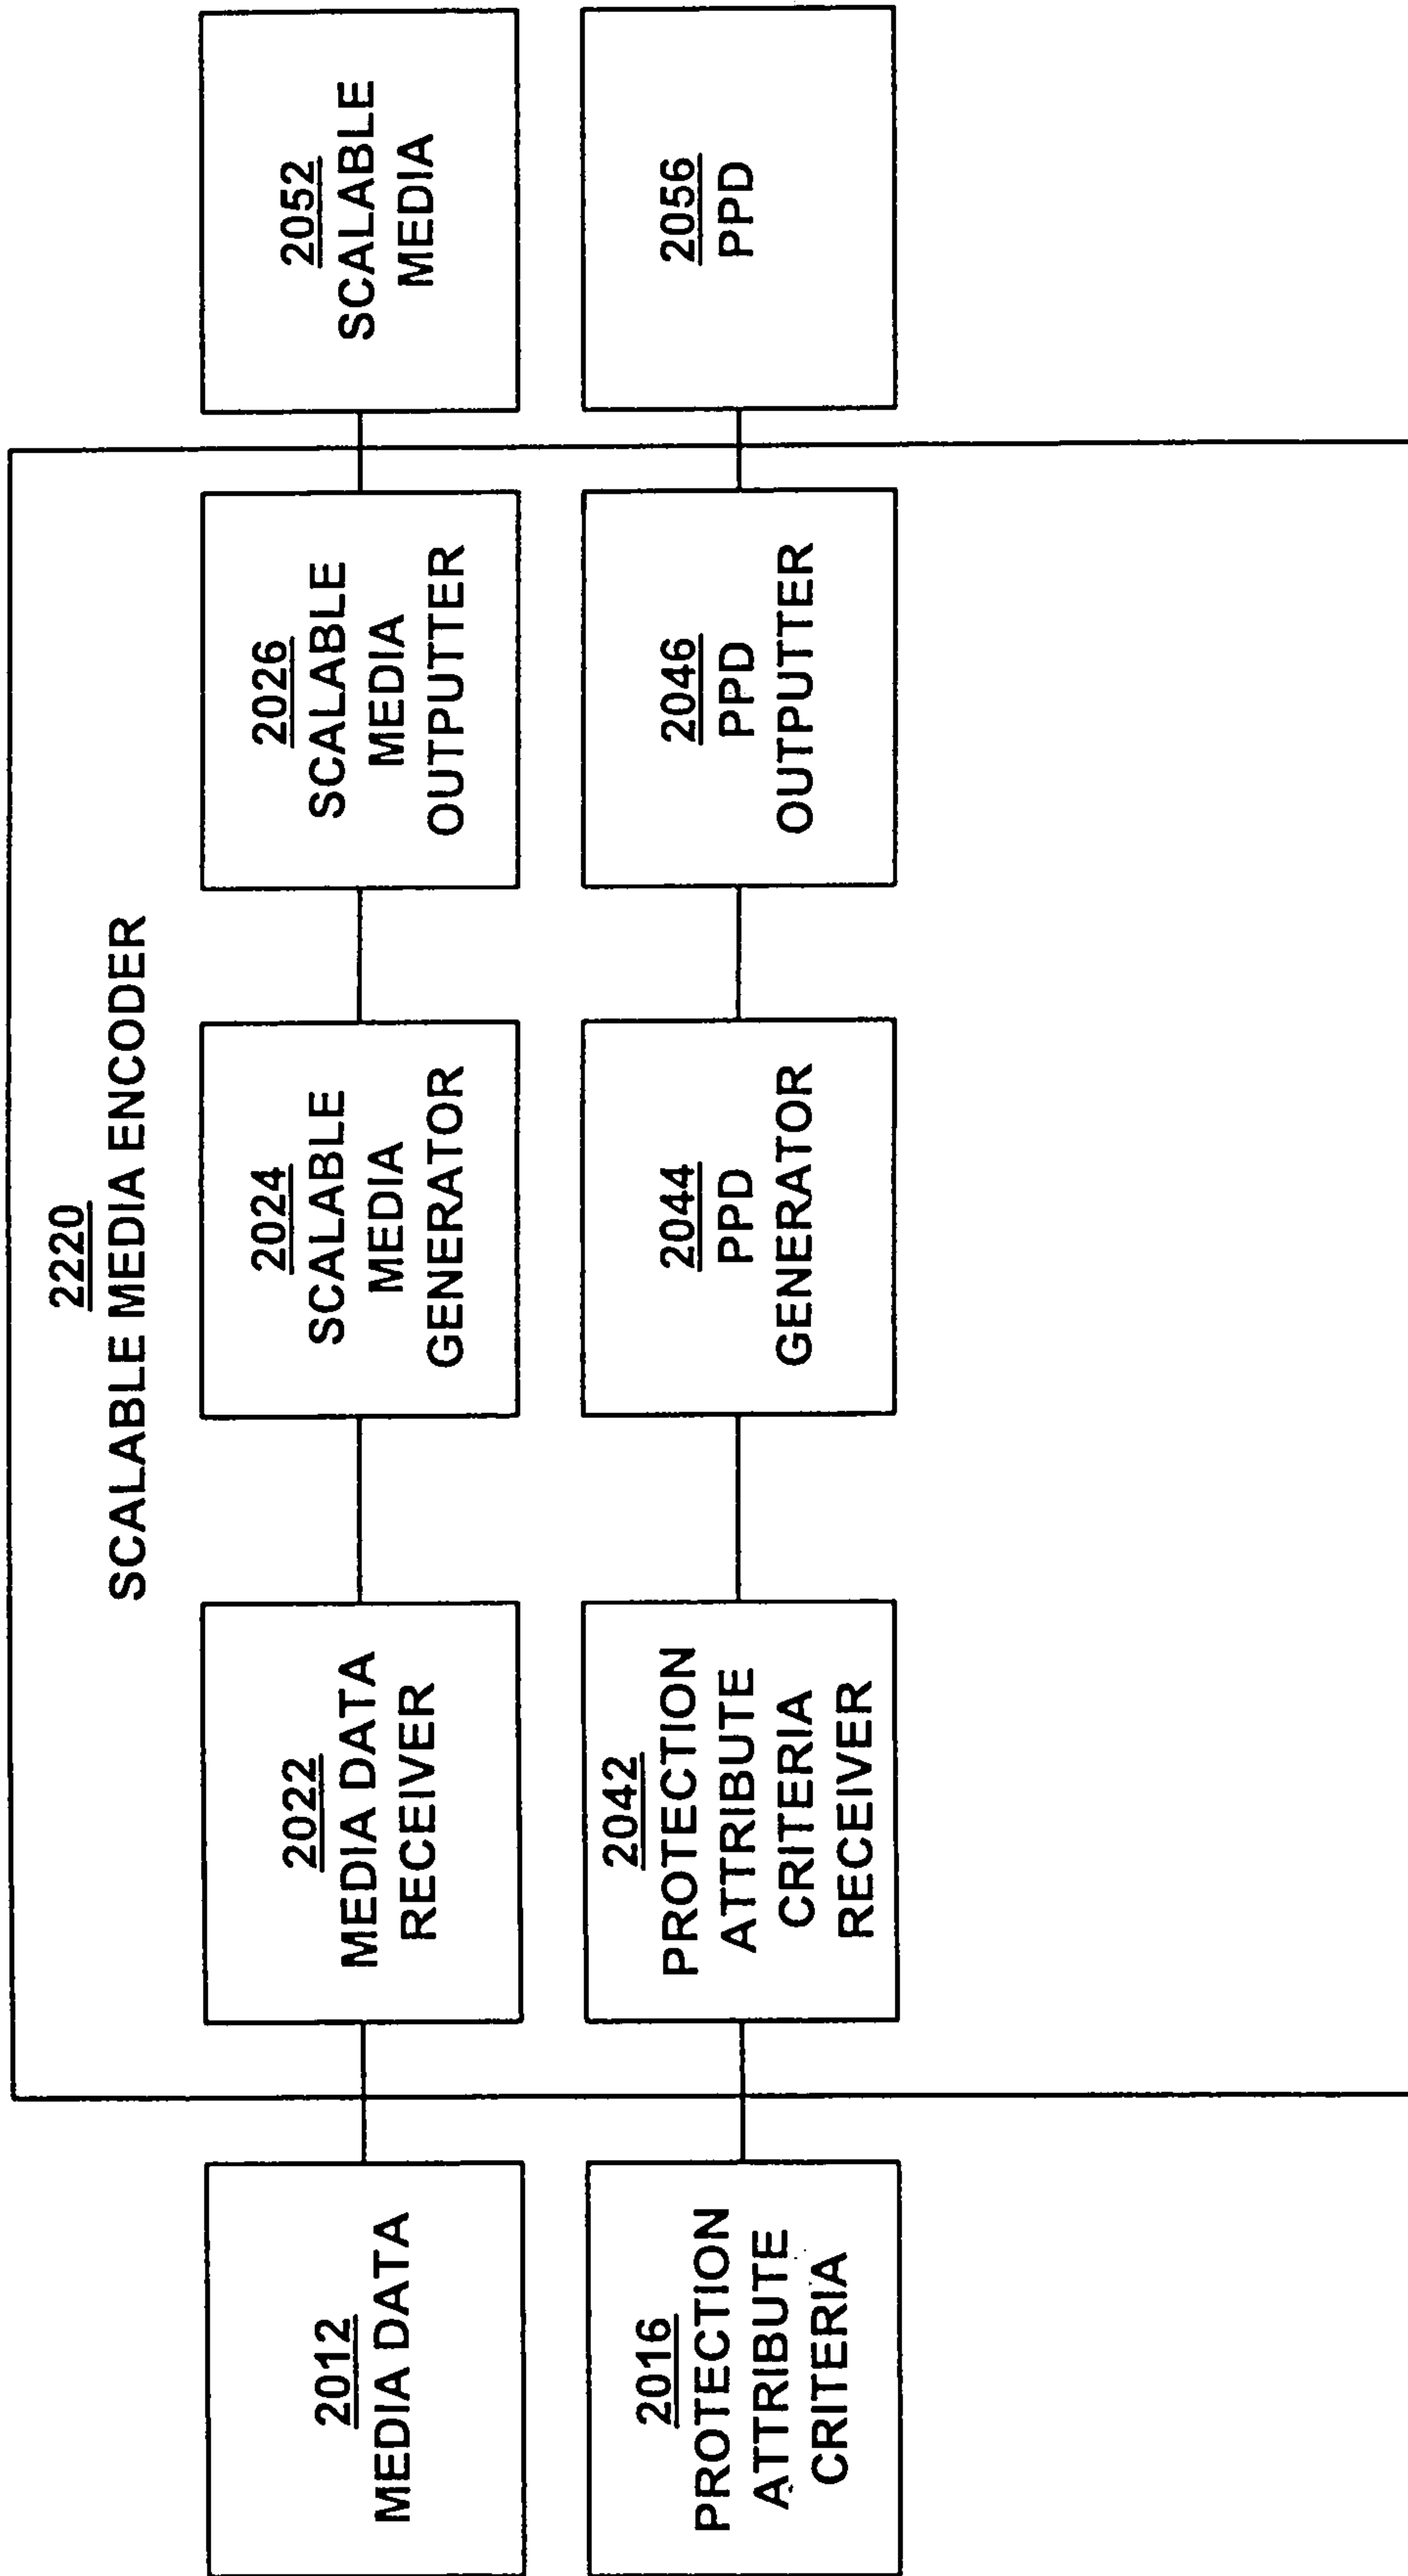 2220
SCALABLE MEDIA ENCODER
2012
MEDIA DATA
2022
MEDIA DATA
RECEIVER
2024
SCALABLE
MEDIA
GENERATOR
2026
SCALABLE
MEDIA
OUTPUTTER
2052
SCALABLE
MEDIA
2016
PROTECTION
ATTRIBUTE
CRITERIA
2042
PROTECTION
ATTRIBUTE
CRITERIA
RECEIVER
2044
PPD
GENERATOR
2046
PPD
OUTPUTTER
2056
PPD